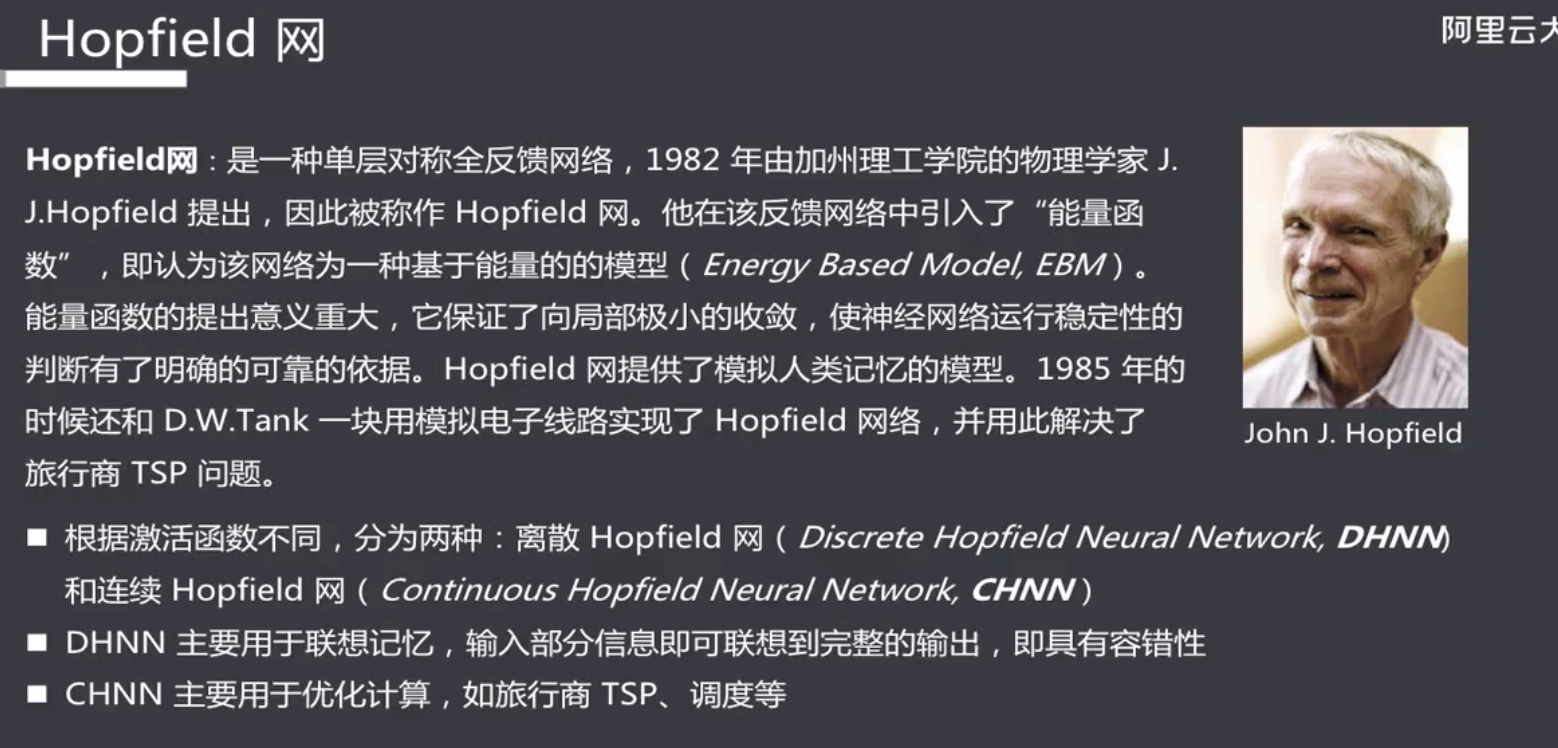 Hopfield 网
阿里云大
Hopfield网：是一种单层对称全反馈网络，1982 年由加州理工学院的物理学家 J.
J.Hopfield 提出，因此被称作 Hopfield 网。他在该反馈网络中引入了“能量函
数”，即认为该网络为一种基于能量的的模型（Energy Based Model, EBM）。
能量函数的提出意义重大，它保证了向局部极小的收敛，使神经网络运行稳定性的
判断有了明确的可靠的依据。Hopfield 网提供了模拟人类记忆的模型。1985 年的
时候还和 D.W.Tank 一块用模拟电子线路实现了 Hopfield 网络，并用此解决了
旅行商 TSP 问题。
John J. Hopfield
■ 根据激活函数不同，分为两种：离散 Hopfield 网（Discrete Hopfield Neural Network, DHNN)
和连续 Hopfield 网（Continuous Hopfield Neural Network, CHNN）
■ DHNN 主要用于联想记忆，输入部分信息即可联想到完整的输出，即具有容错性
■ CHNN 主要用于优化计算，如旅行商 TSP、调度等